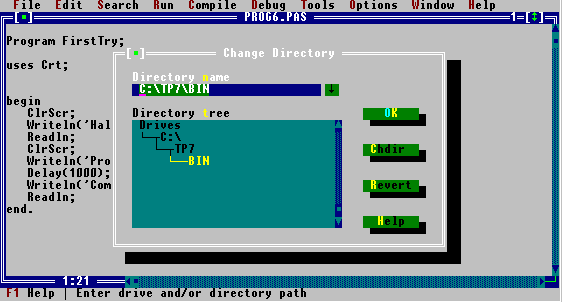 File Edit Search Run Compile Debug Tools Options Window Help
PROG6.PAS 1
Program FirstTry;
uses Crt;
begin
ClrScr;
Writeln('Hal
Readln;
ClrScr;
Writeln('Pro
Delay(1000);
Writeln('Com
Readln;
end.
Change Directory
Directory name
C:\TP7\BIN
Directory tree
Drives
C:\
TP7
BIN
OK
Chdir
Revert
Help
1:21
F1 Help | Enter drive and/or directory path